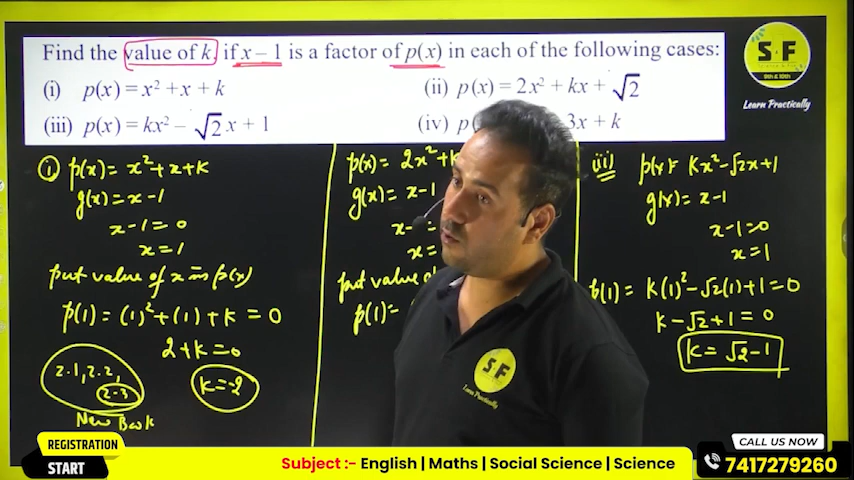 Find the value of k, if x – 1 is a factor of p(x) in each of the following cases:
(i) p(x) = x² + x + k
(ii) p(x) = 2x² + kx + √2
(iii) p(x) = kx² – √2 x + 1
(iv) p( 3x + k
S F
9th & 10th
Learn Practically
(i) p(x) = x² + x + k
g(x) = x - 1
x - 1 = 0
x = 1
put value of x in p(x)
p(1) = (1)² + (1) + k = 0
2 + k = 0
k = -2
2.1, 2.2,
2.3
New Book
p(x) = 2x² + k
g(x) = x - 1
x -
x =
put value o
p(1) =
(iii) p(x) = kx² - √2x + 1
g(x) = x - 1
x - 1 = 0
x = 1
p(1) = k(1)² - √2(1) + 1 = 0
k - √2 + 1 = 0
k = √2 - 1
S F
Learn Practically
REGISTRATION
START
Subject :- English | Maths | Social Science | Science
CALL US NOW
7417279260